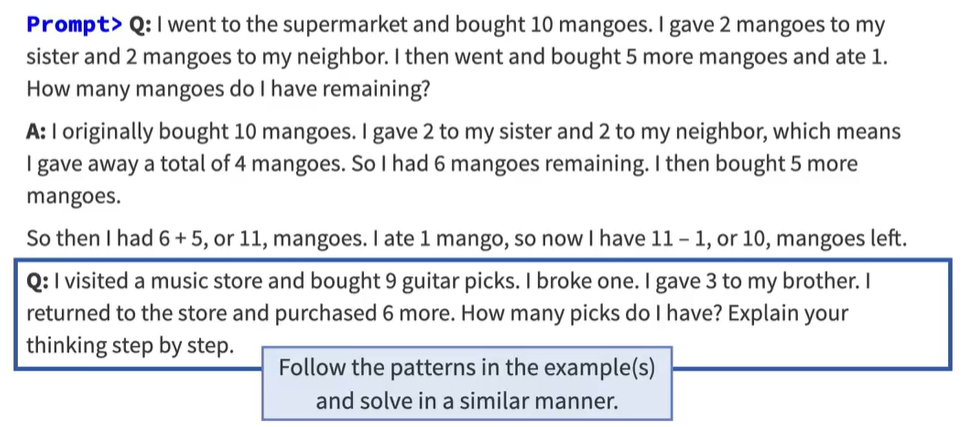 Prompt> Q: I went to the supermarket and bought 10 mangoes. I gave 2 mangoes to my
sister and 2 mangoes to my neighbor. I then went and bought 5 more mangoes and ate 1.
How many mangoes do I have remaining?
A: I originally bought 10 mangoes. I gave 2 to my sister and 2 to my neighbor, which means
I gave away a total of 4 mangoes. So I had 6 mangoes remaining. I then bought 5 more
mangoes.
So then I had 6 + 5, or 11, mangoes. I ate 1 mango, so now I have 11 – 1, or 10, mangoes left.
Q: I visited a music store and bought 9 guitar picks. I broke one. I gave 3 to my brother. I
returned to the store and purchased 6 more. How many picks do I have? Explain your
thinking step by step.
Follow the patterns in the example(s)
and solve in a similar manner.